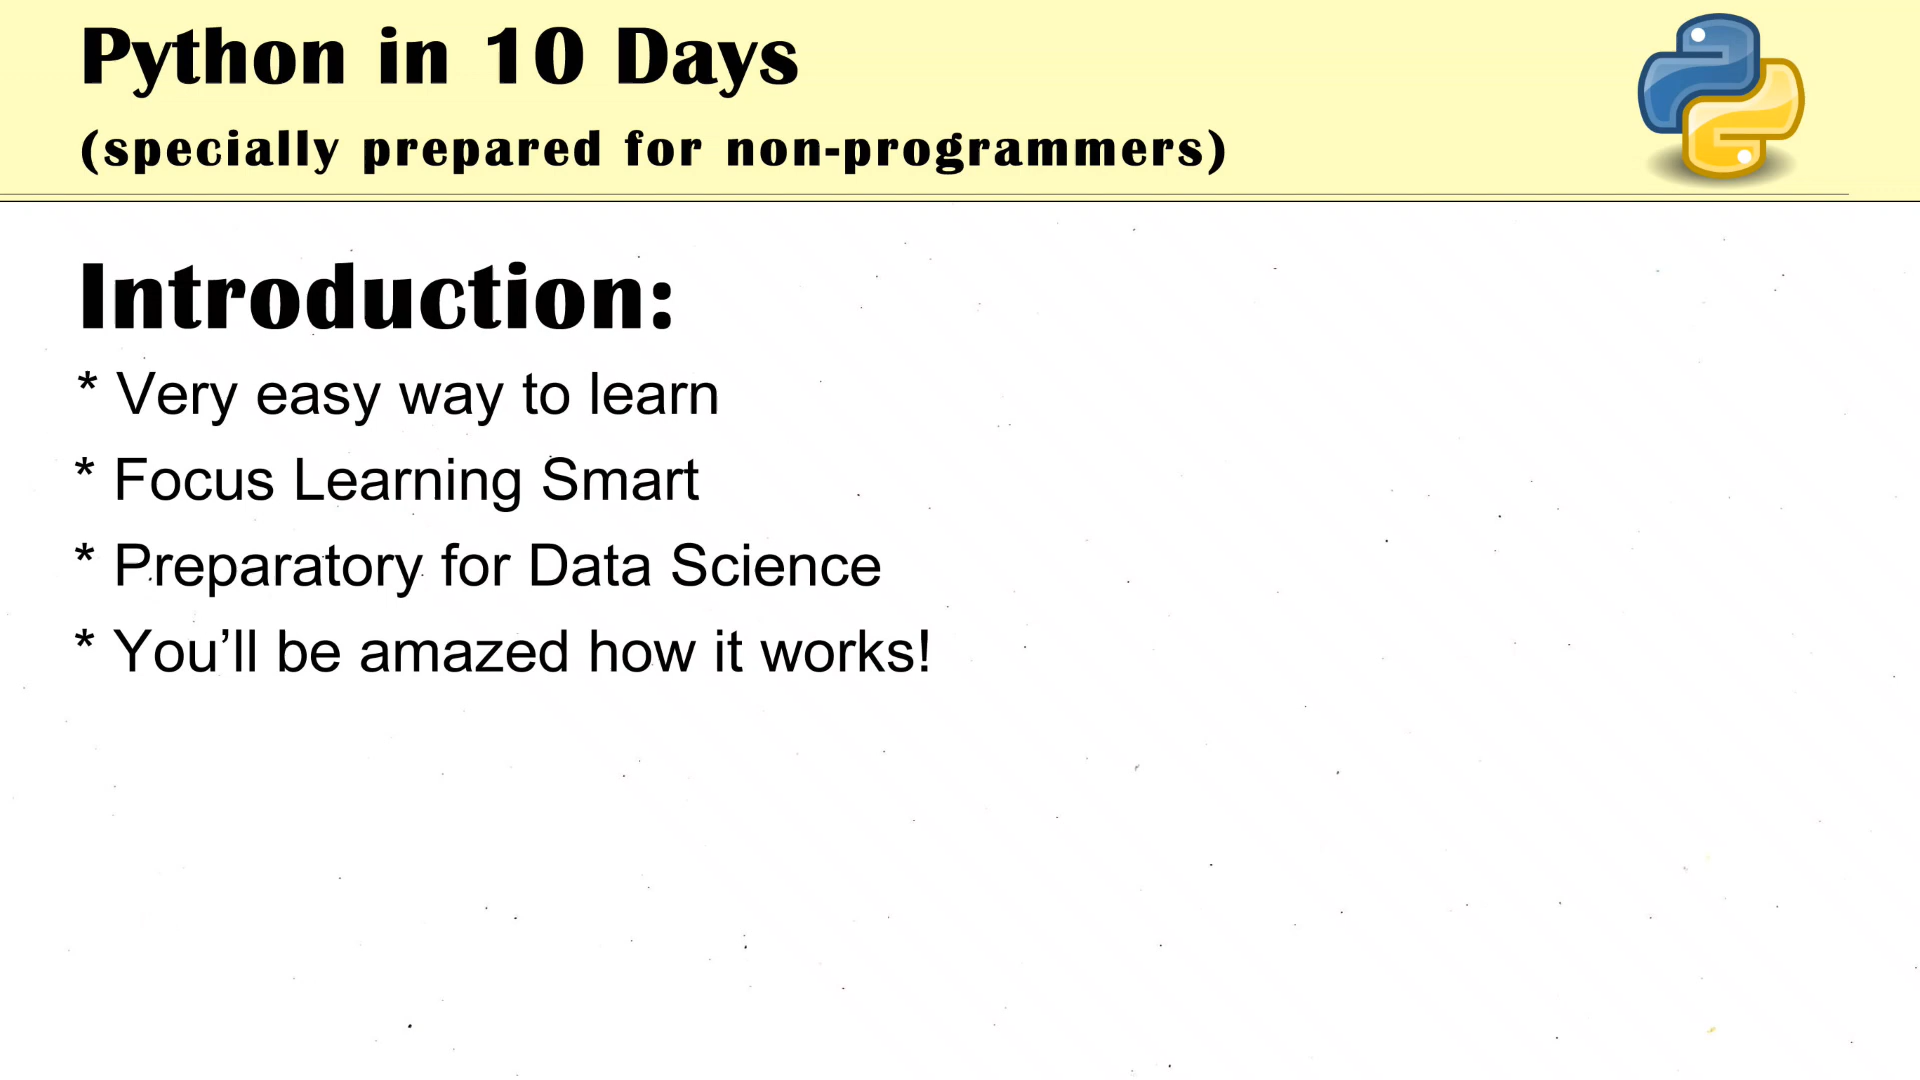 Python in 10 Days
(specially prepared for non-programmers)
Introduction:
* Very easy way to learn
* Focus Learning Smart
* Preparatory for Data Science
* You’ll be amazed how it works!